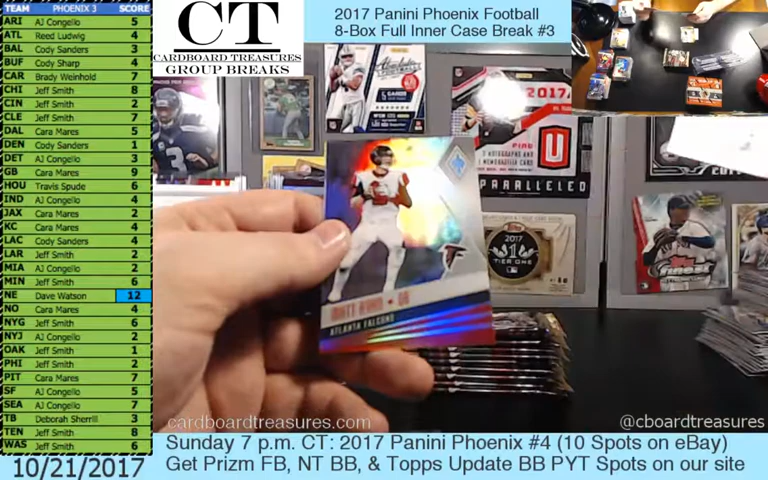 TEAM PHOENIX 3 SCORE
ARI AJ Congello 5
ATL Reed Ludwig 4
BAL Cody Sanders 3
BUF Cody Sharp 4
CAR Brady Weinhold 7
CHI Jeff Smith 8
CIN Jeff Smith 2
CLE Jeff Smith 7
DAL Cara Mares 5
DEN Cody Sanders 1
DET AJ Congello 3
GB Cara Mares 9
HOU Travis Spude 6
IND AJ Congello 4
JAX Cara Mares 2
KC Cara Mares 4
LAC Cody Sanders 4
LAR Jeff Smith 2
MIA AJ Congello 2
MIN Jeff Smith 6
NE Dave Watson 12
NO Cara Mares 4
NYG Jeff Smith 6
NYJ AJ Congello 2
OAK Jeff Smith 1
PHI Jeff Smith 2
PIT Cara Mares 7
SF AJ Congello 5
SEA AJ Congello 7
TB Deborah Sherrill 3
TEN Jeff Smith 8
WAS Jeff Smith 6
10/21/2017
CT
CARDBOARD TREASURES
GROUP BREAKS
2017 Panini Phoenix Football
8-Box Full Inner Case Break #3
Absolute
2017
PARALLELED
2017
TIER ONE
finest
MATT RYAN • QB
ATLANTA FALCONS
cardboardtreasures.com
@cboardtreasures
Sunday 7 p.m. CT: 2017 Panini Phoenix #4 (10 Spots on eBay)
Get Prizm FB, NT BB, & Topps Update BB PYT Spots on our site